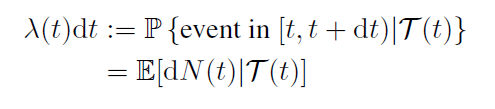 λ(t)dt := ℙ{event in [t, t + dt)|𝒯(t)}
= 𝔼[dN(t)|𝒯(t)]